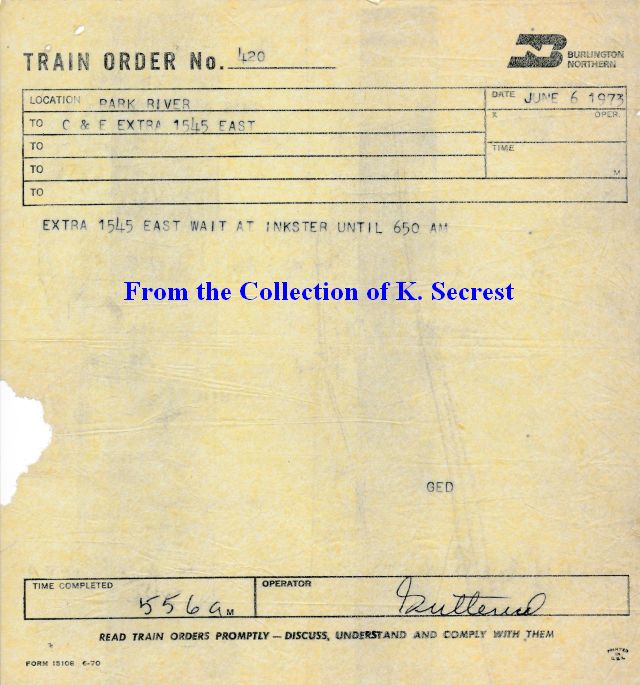 TRAIN ORDER No. 420
BURLINGTON
NORTHERN
LOCATION PARK RIVER
DATE JUNE 6 1973
TO C & E EXTRA 1545 EAST
X OPER.
TO
TIME
TO
M
TO
EXTRA 1545 EAST WAIT AT INKSTER UNTIL 650 AM
From the Collection of K. Secrest
GED
TIME COMPLETED
556a M
OPERATOR
READ TRAIN ORDERS PROMPTLY — DISCUSS, UNDERSTAND AND COMPLY WITH THEM
FORM 15106 6-70
PRINTED
IN
U.S.A.